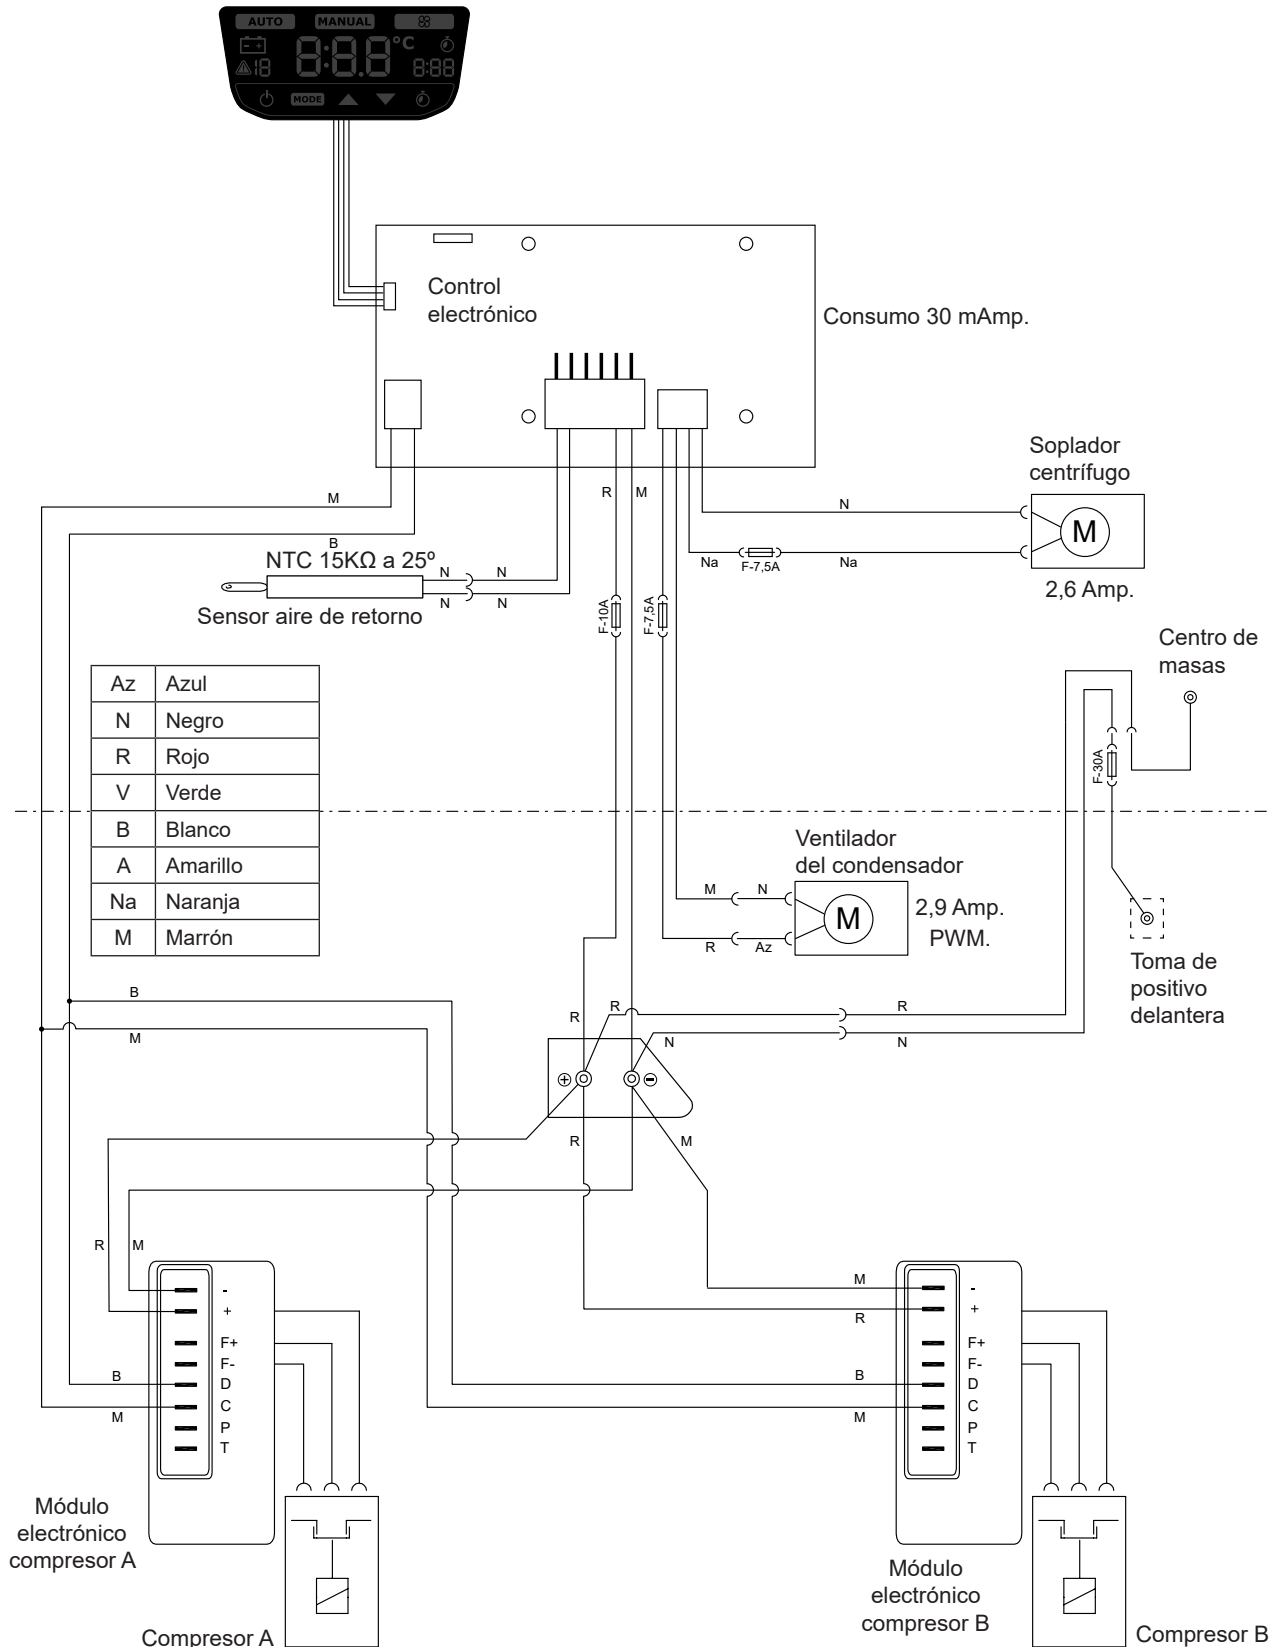 AUTO MANUAL
8:8.8 °C
18 8:88
MODE
Control
electrónico
Consumo 30 mAmp.
Soplador
centrífugo
M
B
R M
N
M
Na
F-7,5A
Na
2,6 Amp.
NTC 15KΩ a 25º
N N
N N
Sensor aire de retorno
F-10A
F-7,5A
Centro de
masas
F-30A
Az Azul
N Negro
R Rojo
V Verde
B Blanco
A Amarillo
Na Naranja
M Marrón
Ventilador
del condensador
M N
M
R Az
2,9 Amp.
PWM.
Toma de
positivo
delantera
B
M
R
R
R
N
N
+ -
R
M
R M
-
+
F+
F-
D
C
P
T
B
M
M
R
B
M
-
+
F+
F-
D
C
P
T
Módulo
electrónico
compresor A
Compresor A
Módulo
electrónico
compresor B
Compresor B